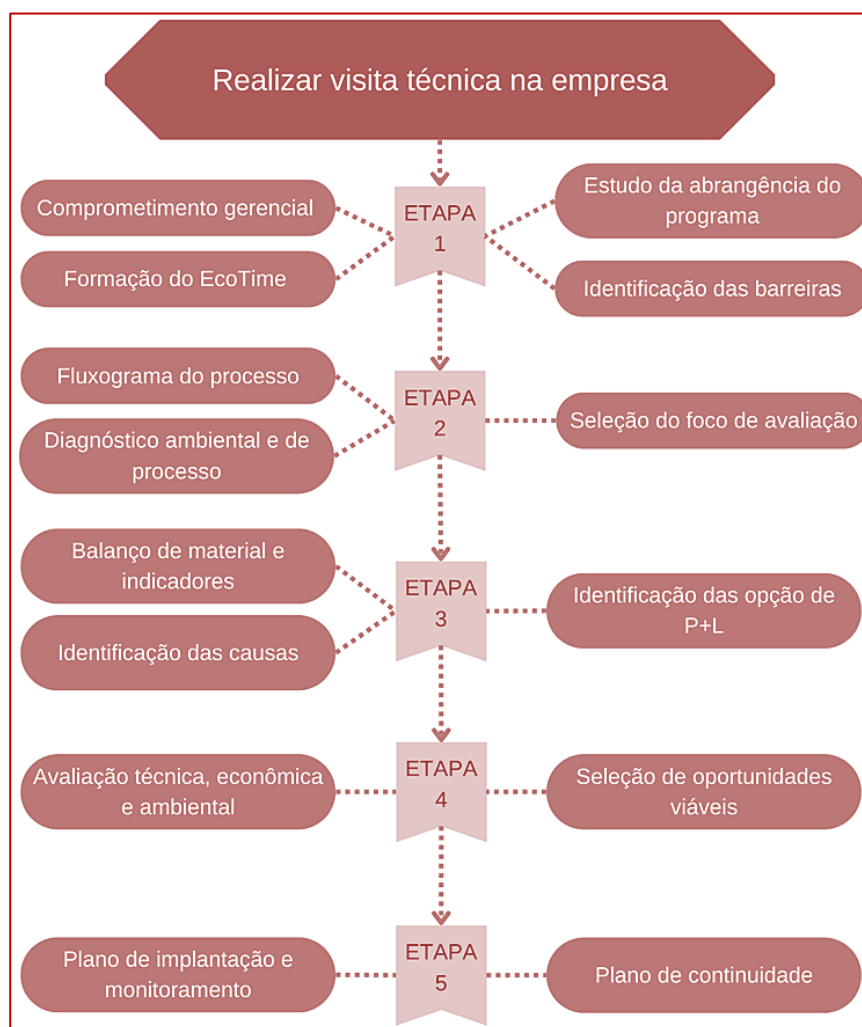 Realizar visita técnica na empresa
Comprometimento gerencial
Formação do EcoTime
ETAPA
1
Estudo da abrangência do
programa
Identificação das barreiras
Fluxograma do processo
Diagnóstico ambiental e de
processo
ETAPA
2
Seleção do foco de avaliação
Balanço de material e
indicadores
Identificação das causas
ETAPA
3
Identificação das opção de
P+L
Avaliação técnica, econômica
e ambiental
ETAPA
4
Seleção de oportunidades
viáveis
Plano de implantação e
monitoramento
ETAPA
5
Plano de continuidade